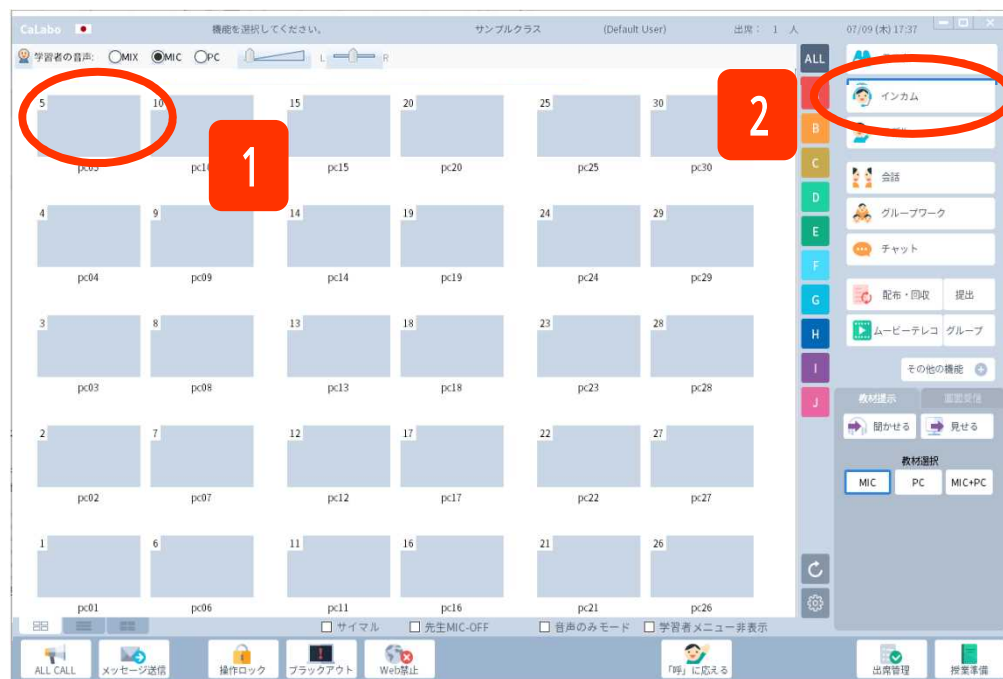 CaLabo 機能を選択してください。 サンプルクラス (Default User) 出席: 1 人 07/09 (木) 17:37
学習者の音声: MIX MIC PC L R ALL
5 10 15 20 25 30
インカム
1
2
B
pc05 pc15 pc20 pc25 pc30
C
会話
D
4 9 14 19 24 29
グループワーク
E
チャット
F
pc04 pc09 pc14 pc19 pc24 pc29
G
配布・回収 提出
3 8 13 18 23 28
H
ムービーテレコ グループ
I
その他の機能
pc03 pc08 pc13 pc18 pc23 pc28
J
教材提示 画面受信
聞かせる 見せる
2 7 12 17 22 27
教材選択
MIC PC MIC+PC
pc02 pc07 pc12 pc17 pc22 pc27
1 6 11 16 21 26
pc01 pc06 pc11 pc16 pc21 pc26
サイマル 先生MIC-OFF 音声のみモード 学習者メニュー非表示
ALL CALL メッセージ送信 操作ロック ブラックアウト Web禁止 「呼」に応える 出席管理 授業準備